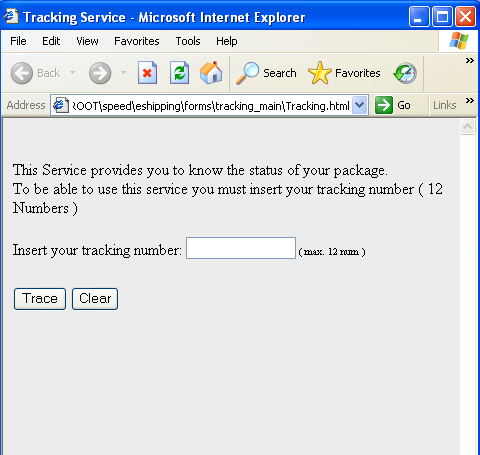 Tracking Service - Microsoft Internet Explorer
File Edit View Favorites Tools Help
»
Back Search Favorites »
Address ROOT\speed\eshipping\forms\tracking_main\Tracking.html Go Links »
This Service provides you to know the status of your package.
To be able to use this service you must insert your tracking number ( 12
Numbers )
Insert your tracking number: ( max. 12 num )
Trace Clear